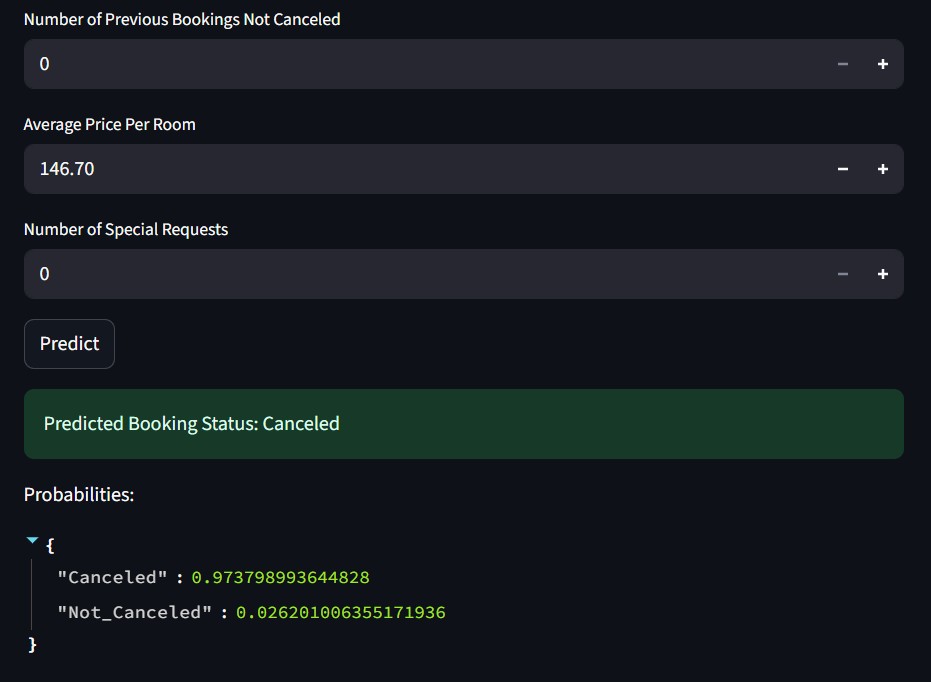 Number of Previous Bookings Not Canceled
0
Average Price Per Room
146.70
Number of Special Requests
0
Predict
Predicted Booking Status: Canceled
Probabilities:
{
"Canceled" : 0.973798993644828
"Not_Canceled" : 0.026201006355171936
}